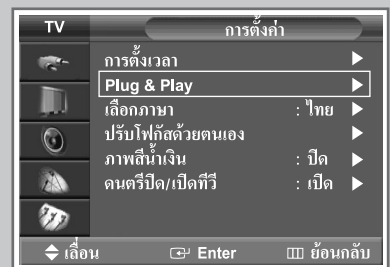 TV
การตั้งค่า
การตั้งเวลา
Plug & Play
เลือกภาษา : ไทย
ปรับโฟกัสด้วยตนเอง
ภาพสีน้ำเงิน : ปิด
ดนตรีปิด/เปิดทีวี : เปิด
เลื่อน Enter ย้อนกลับ